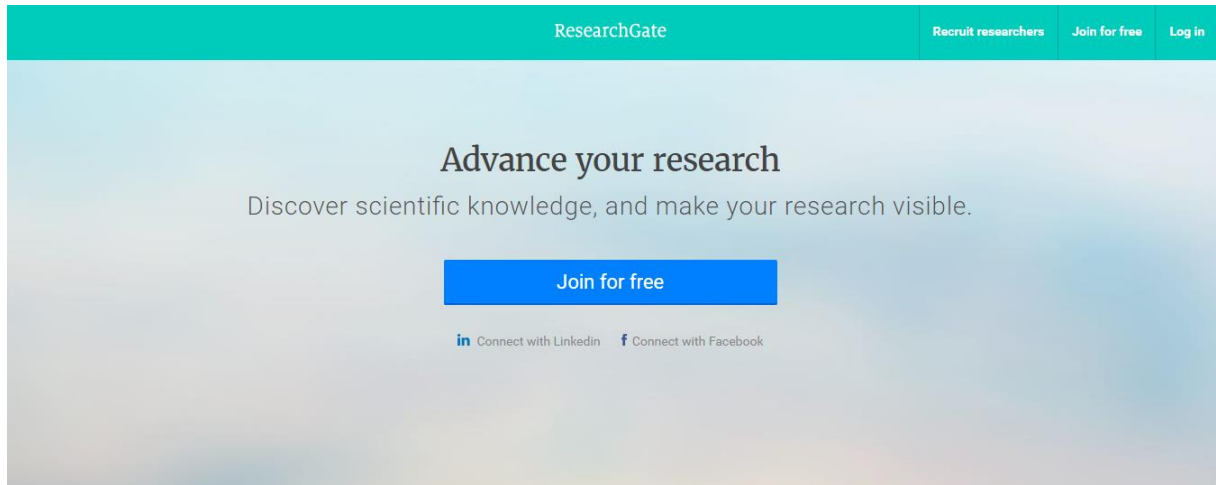 ResearchGate
Recruit researchers
Join for free
Log in
Advance your research
Discover scientific knowledge, and make your research visible.
Join for free
in Connect with Linkedin
f Connect with Facebook